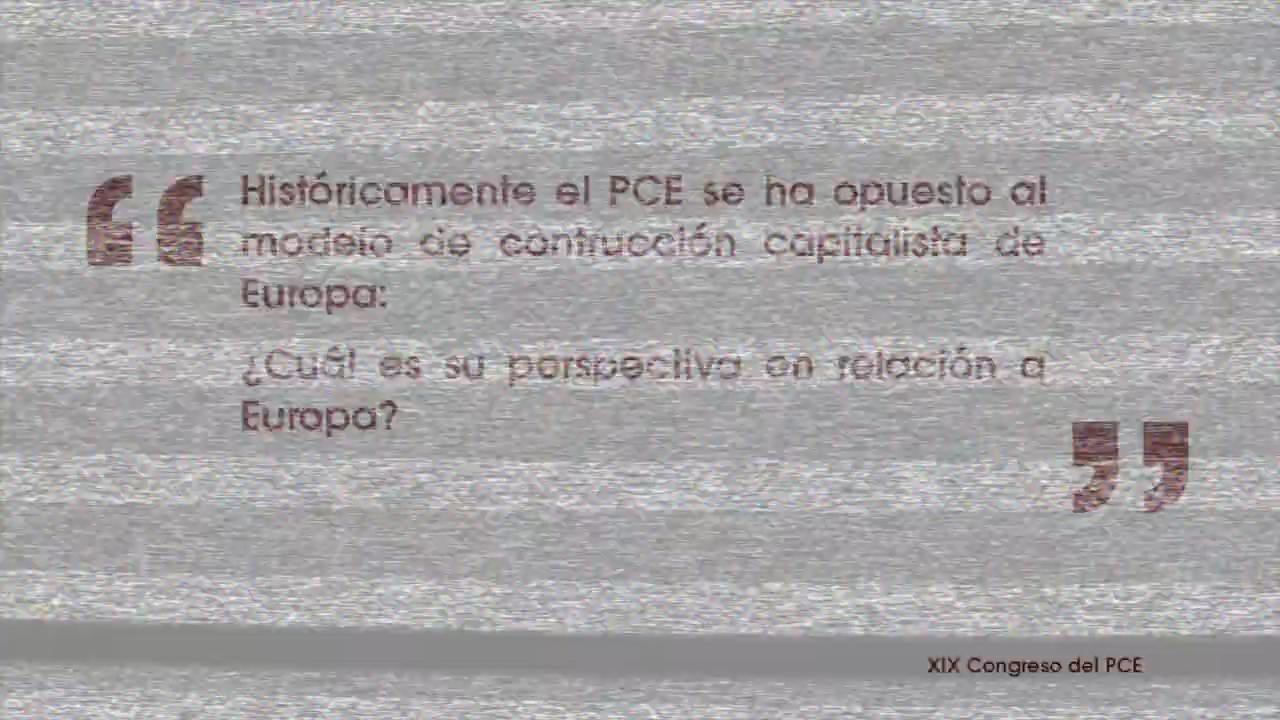 “ Históricamente el PCE se ha opuesto al
modelo de contrucción capitalista de
Europa:
¿Cuál es su perspectiva en relación a
Europa? ”
XIX Congreso del PCE